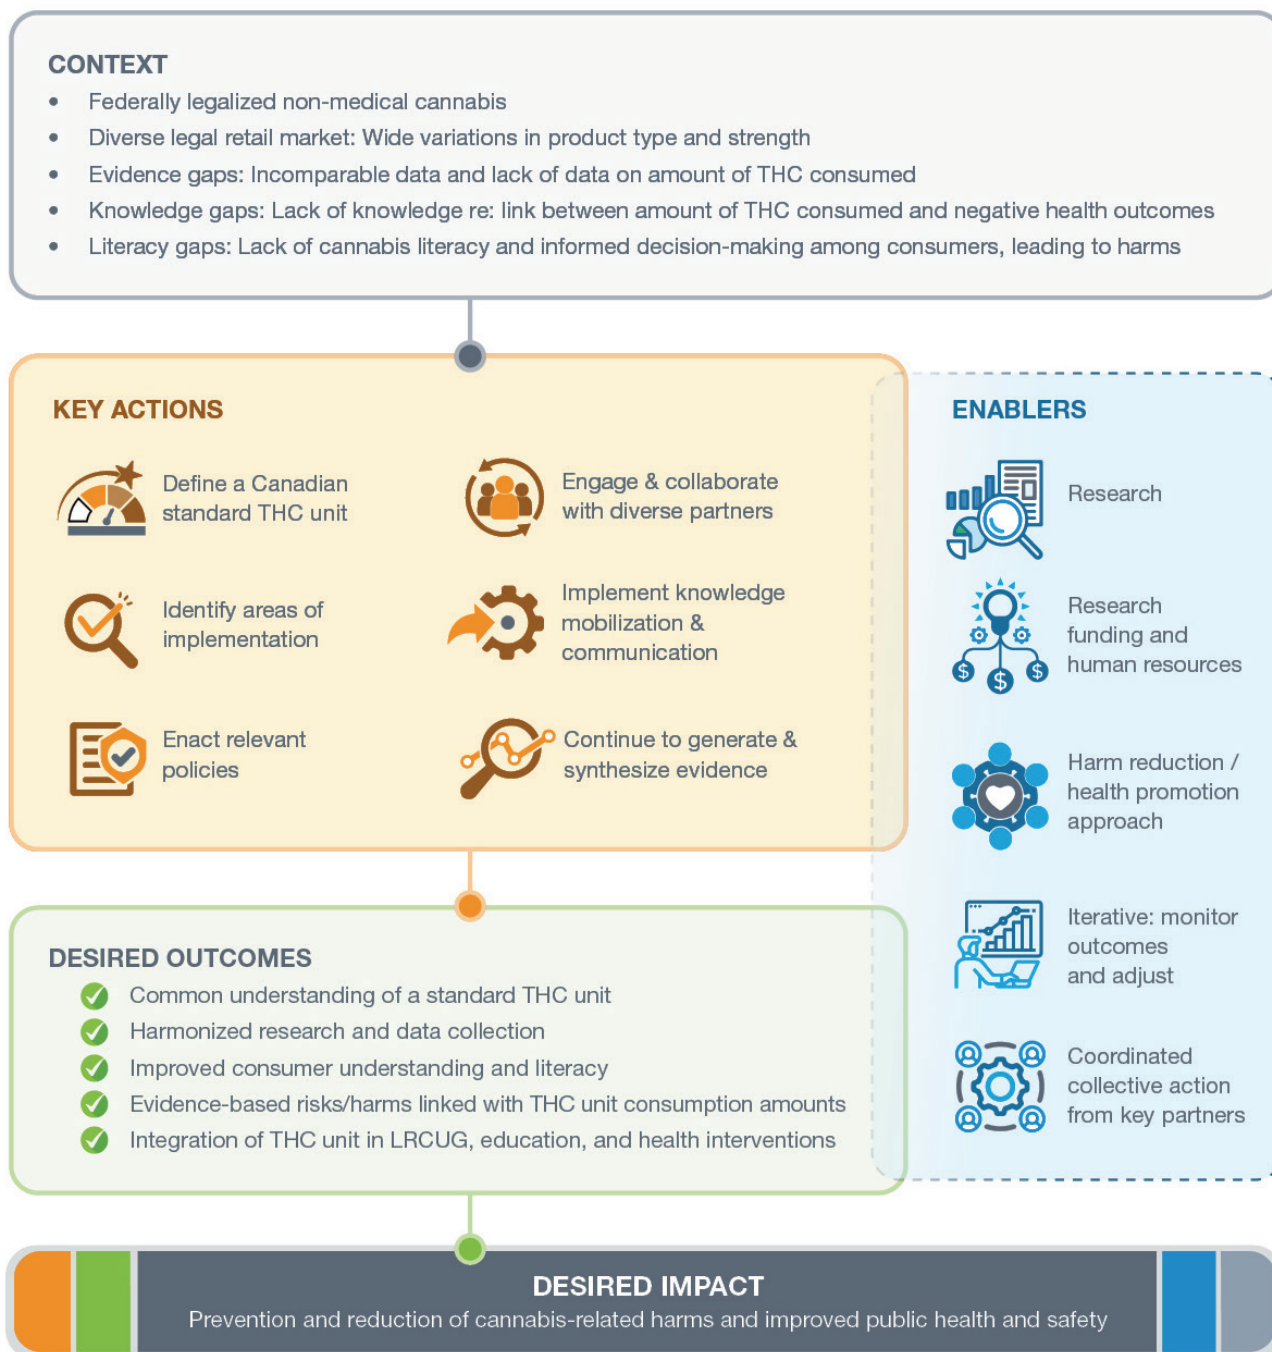 CONTEXT
• Federally legalized non-medical cannabis
• Diverse legal retail market: Wide variations in product type and strength
• Evidence gaps: Incomparable data and lack of data on amount of THC consumed
• Knowledge gaps: Lack of knowledge re: link between amount of THC consumed and negative health outcomes
• Literacy gaps: Lack of cannabis literacy and informed decision-making among consumers, leading to harms
KEY ACTIONS
Define a Canadian
standard THC unit
Engage & collaborate
with diverse partners
Identify areas of
implementation
Implement knowledge
mobilization &
communication
Enact relevant
policies
Continue to generate &
synthesize evidence
ENABLERS
Research
Research
funding and
human resources
$
$
$
Harm reduction /
health promotion
approach
Iterative: monitor
outcomes
and adjust
Coordinated
collective action
from key partners
DESIRED OUTCOMES
Common understanding of a standard THC unit
Harmonized research and data collection
Improved consumer understanding and literacy
Evidence-based risks/harms linked with THC unit consumption amounts
Integration of THC unit in LRCUG, education, and health interventions
DESIRED IMPACT
Prevention and reduction of cannabis-related harms and improved public health and safety